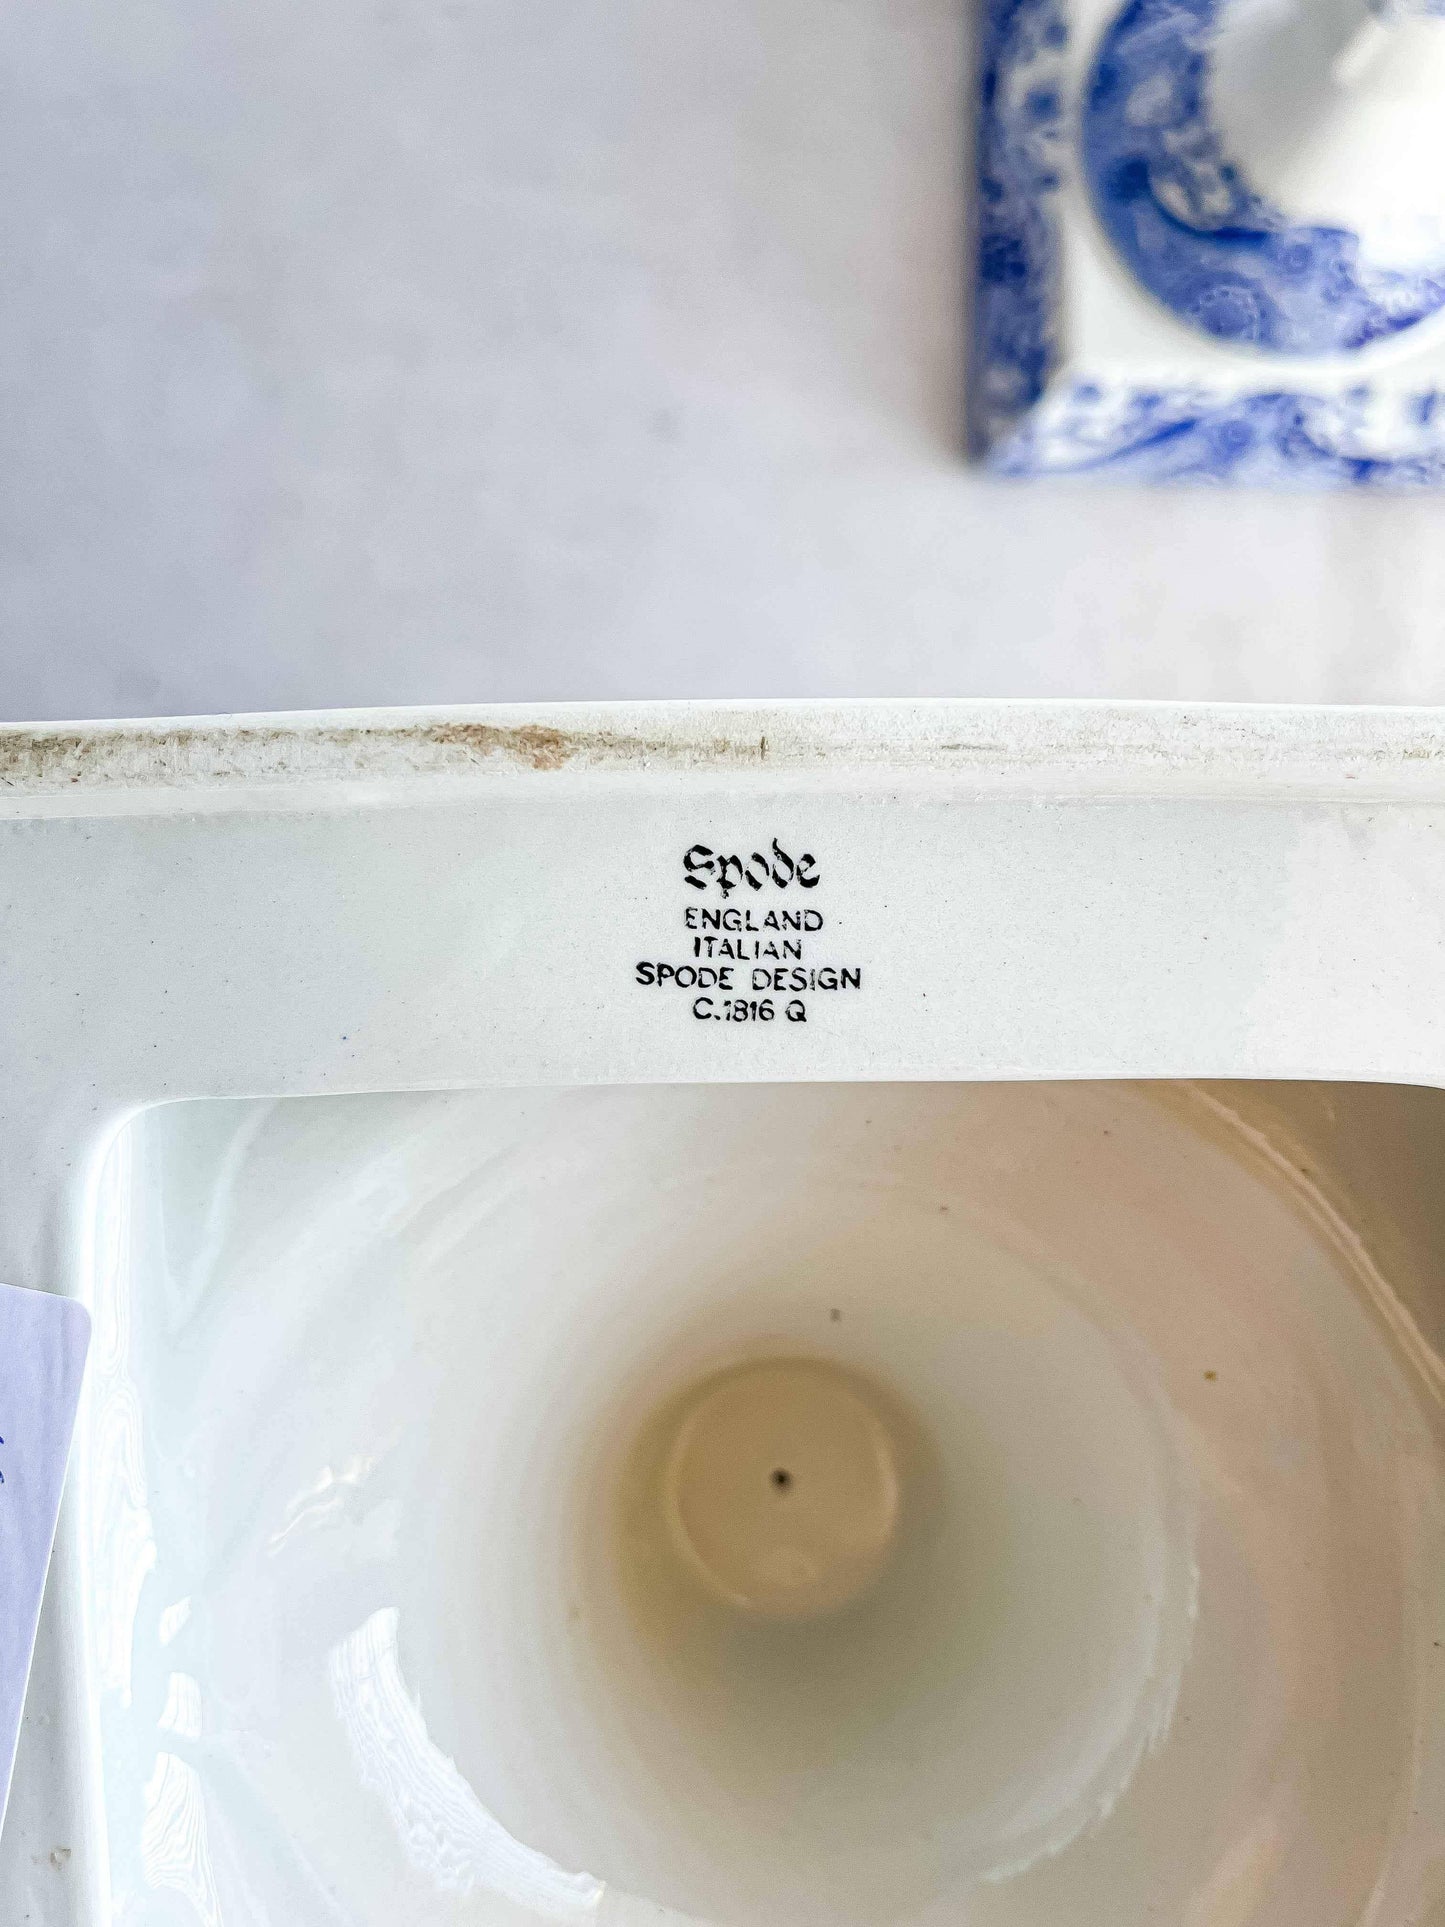 Spode
ENGLAND
ITALIAN
SPODE DESIGN
C.1816 Q